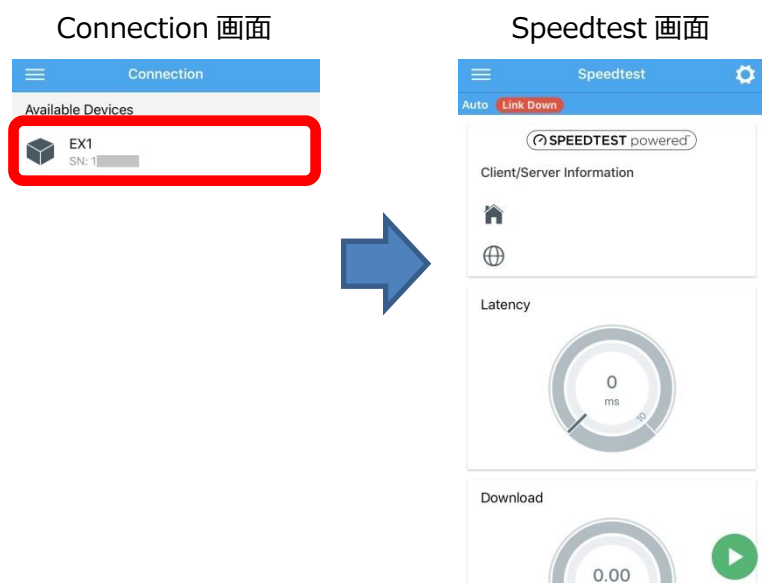 Connection 画面
Connection
Available Devices
EX1
SN: 1
Speedtest 画面
Speedtest
Auto Link Down
SPEEDTEST powered™
Client/Server Information
Latency
0
ms
10
Download
0.00